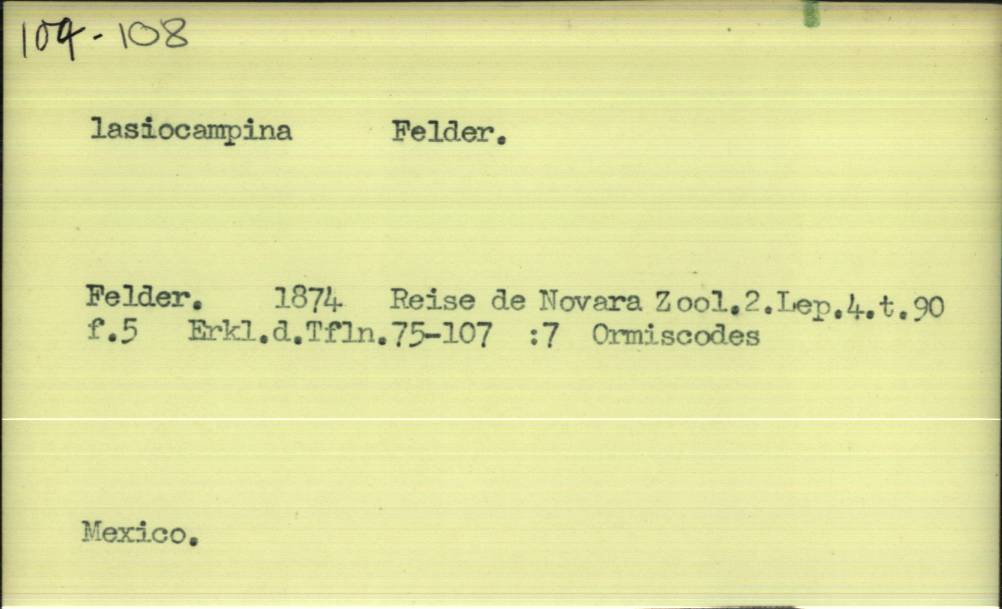 104-108
lasiocampina Felder.
Felder. 1874 Reise de Novara Zool.2.Lep.4.t.90
f.5 Erkl.d.Tfln.75-107 :7 Ormiscodes
Mexico.